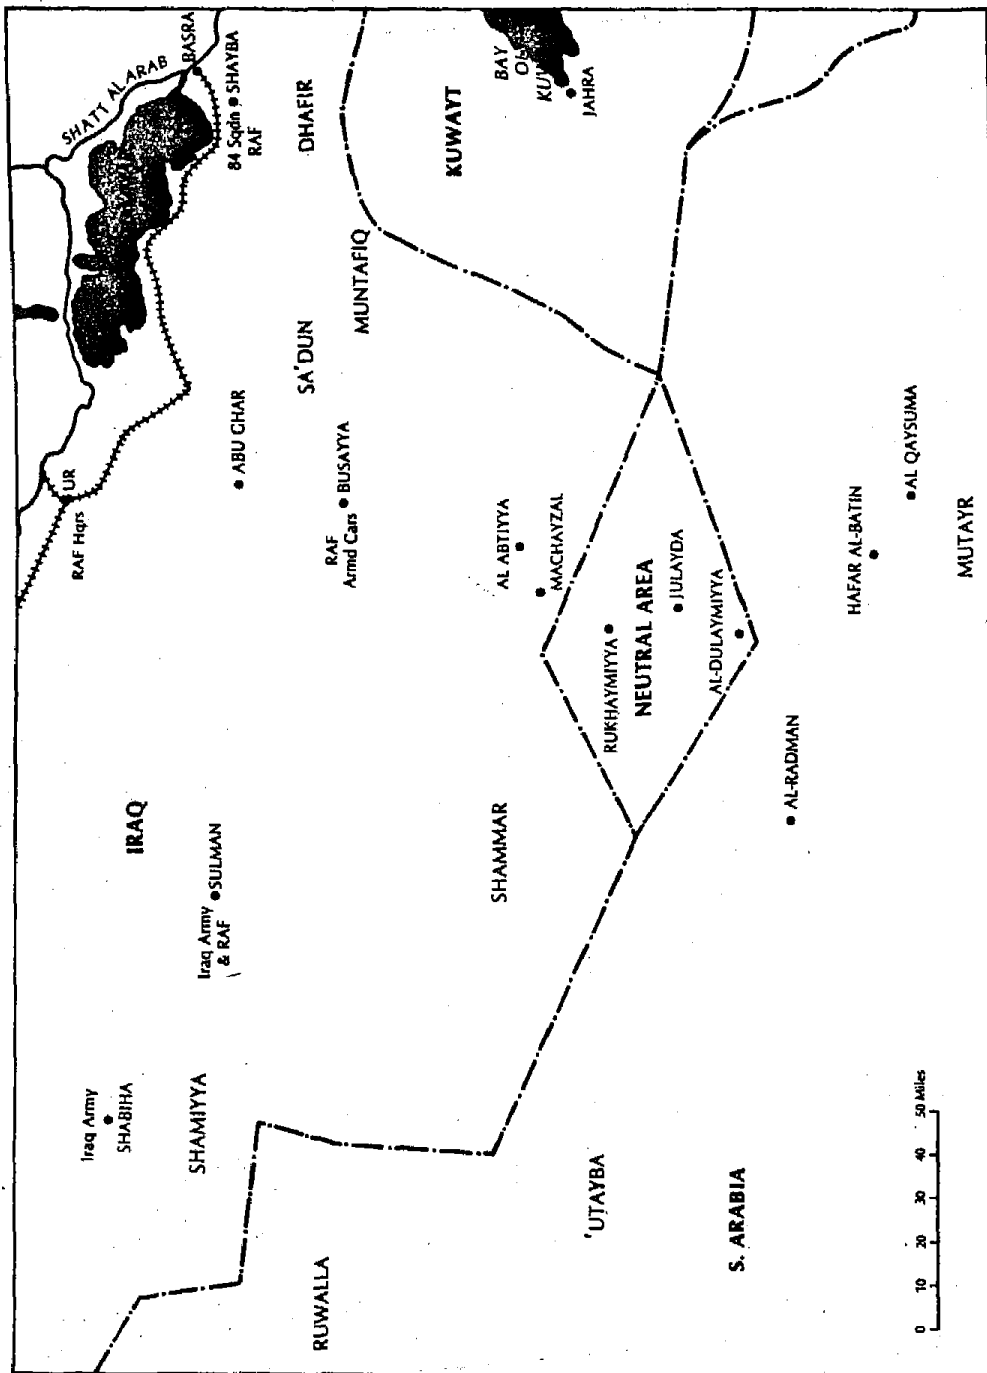 Iraq Army
SHABIHA
SHAMIYYA
IRAQ
Iraq Army
& RAF
SULMAN
RAF Hqrs
UR
SHATT AL ARAB
BASRA
84 Sqdn
RAF
SHAYBA
ABU GHAR
SA'DUN
DHAFIR
RUWALLA
RAF
Armd Cars
BUSAYYA
MUNTAFIQ
SHAMMAR
AL ABTIYYA
MACHAYZAL
KUWAYT
BAY
JAHRA
'UTAYBA
RUKHAYMIYYA
NEUTRAL AREA
JULAYDA
AL-DULAYMIYYA
S. ARABIA
AL-RADMAN
HAFAR AL-BATIN
AL QAYSUMA
MUTAYR
0 10 20 30 40 50 Miles